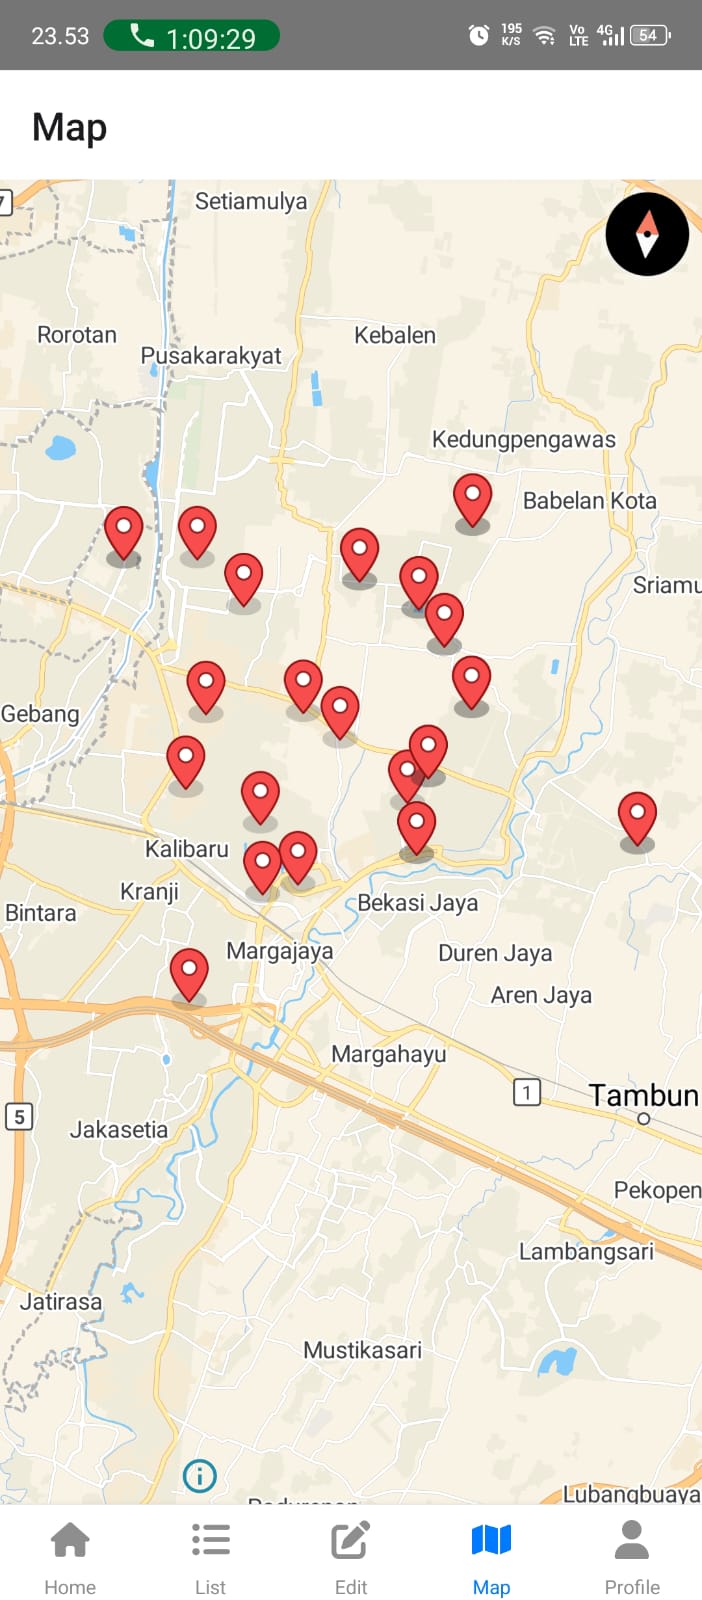 23.53
1:09:29
195
K/S
Vo
LTE
4G
54
Map
7
Setiamulya
Rorotan
Kebalen
Pusakarakyat
Kedungpengawas
Babelan Kota
Sriamu
Gebang
Kalibaru
Kranji
Bekasi Jaya
Bintara
Margajaya
Duren Jaya
Aren Jaya
Margahayu
1
Tambun
5
Jakasetia
Pekopen
Lambangsari
Jatirasa
Mustikasari
Lubangbuaya
Home
List
Edit
Map
Profile